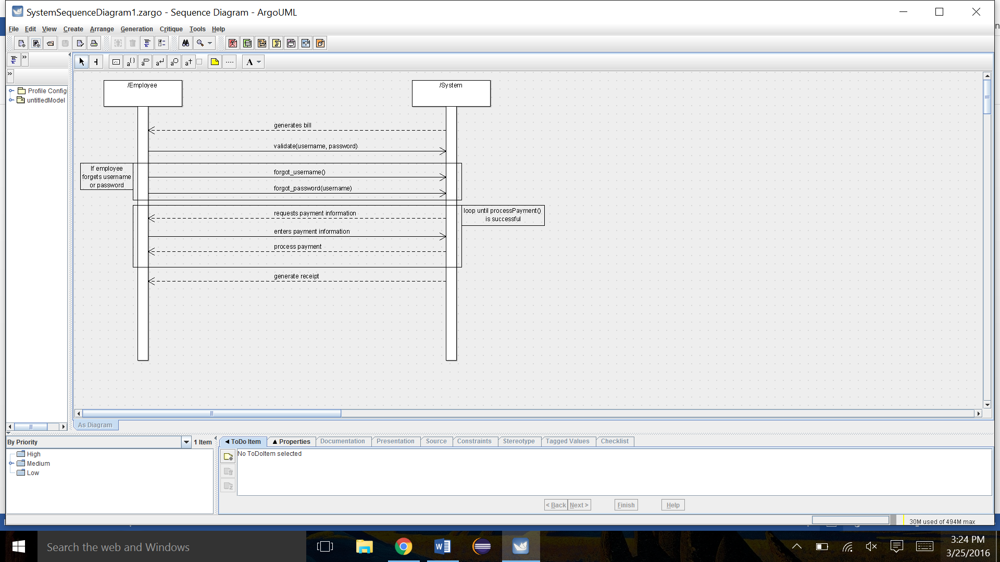 SystemSequenceDiagram1.zargo - Sequence Diagram - ArgoUML
File Edit View Create Arrange Generation Critique Tools Help
Profile Config
untitledModel
/Employee
/System
generates bill
validate(username, password)
If employee
forgets username
or password
forgot_username()
forgot_password(username)
requests payment information
loop until processPayment()
is successful
enters payment information
process payment
generate receipt
As Diagram
By Priority
1 Item
High
Medium
Low
ToDo Item Properties Documentation Presentation Source Constraints Stereotype Tagged Values Checklist
No ToDoItem selected
< Back Next > Finish Help
30M used of 494M max
Search the web and Windows
3:24 PM
3/25/2016